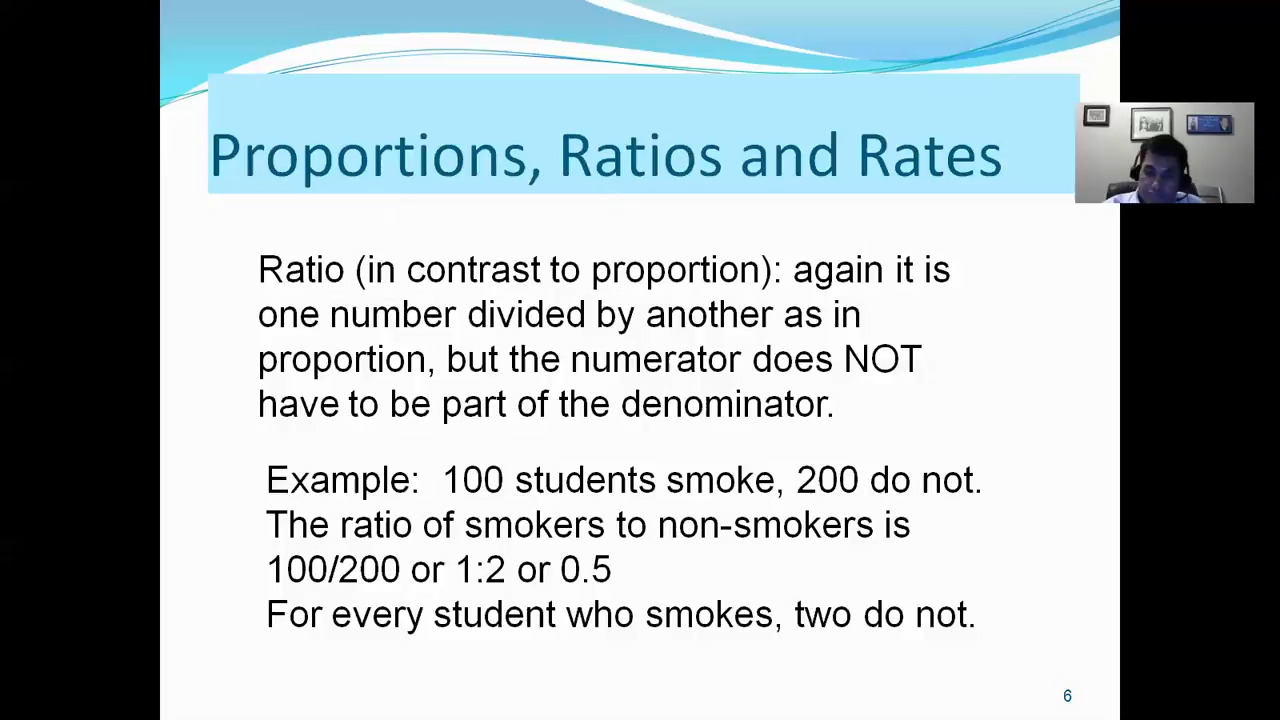 Proportions, Ratios and Rates
Ratio (in contrast to proportion): again it is
one number divided by another as in
proportion, but the numerator does NOT
have to be part of the denominator.
Example:  100 students smoke, 200 do not.
The ratio of smokers to non-smokers is
100/200 or 1:2 or 0.5
For every student who smokes, two do not.
6